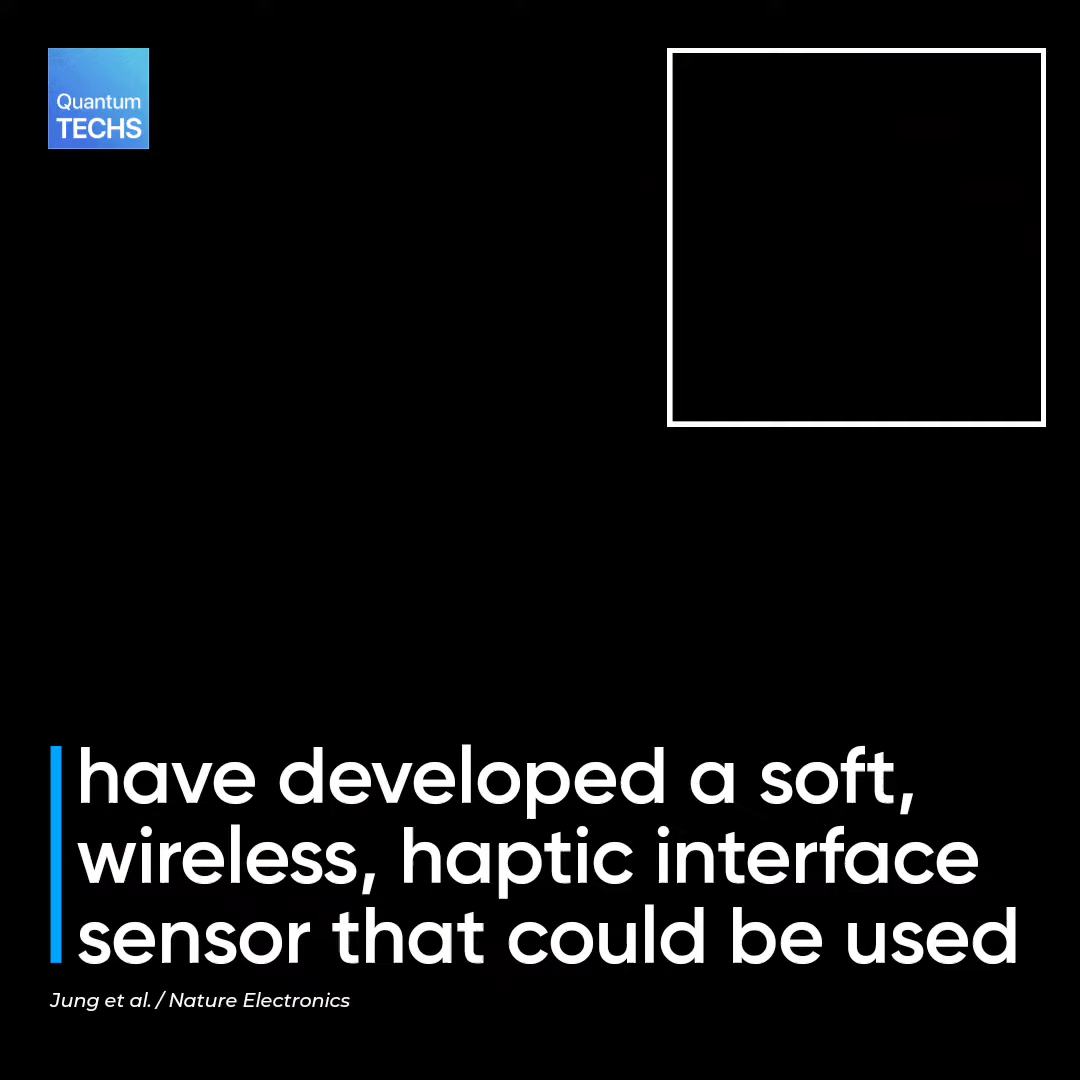 Quantum
TECHS
have developed a soft,
wireless, haptic interface
sensor that could be used
Jung et al. / Nature Electronics